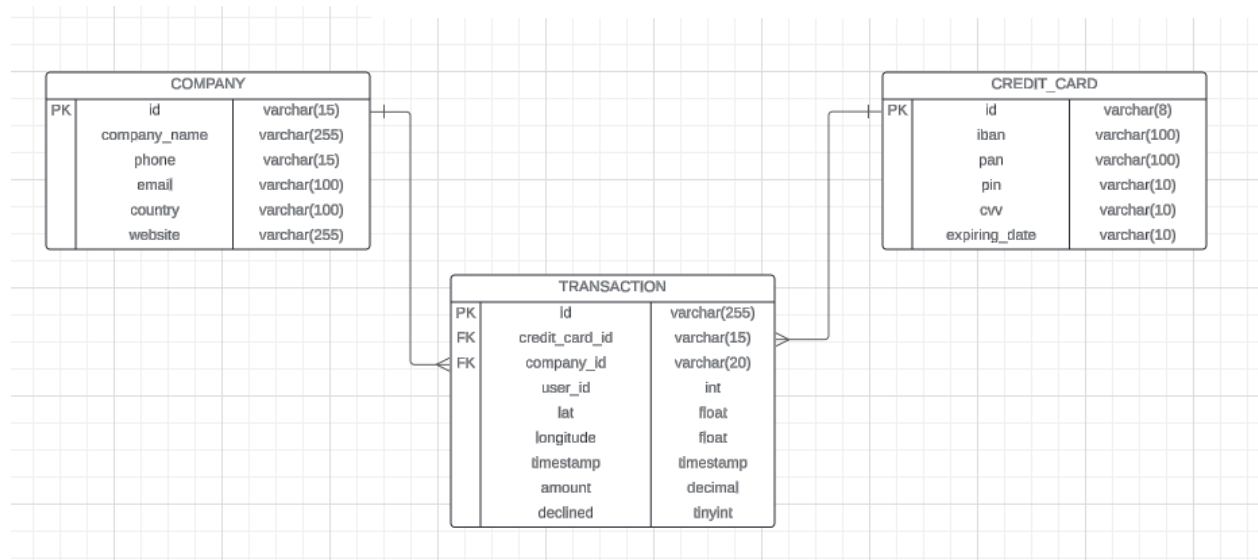 COMPANY
PK id varchar(15)
company_name varchar(255)
phone varchar(15)
email varchar(100)
country varchar(100)
website varchar(255)
CREDIT_CARD
PK id varchar(8)
iban varchar(100)
pan varchar(100)
pin varchar(10)
cvv varchar(10)
expiring_date varchar(10)
TRANSACTION
PK id varchar(255)
FK credit_card_id varchar(15)
FK company_id varchar(20)
user_id int
lat float
longitude float
timestamp timestamp
amount decimal
declined tinyint